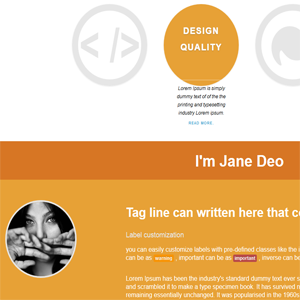 </>
DESIGN
QUALITY
Lorem Ipsum is simply
dummy text of of the the
printing and typesetting
industry Lorem ipsum.
READ MORE.
I'm Jane Deo
Tag line can written here that c
Label customization
you can easily customize labels with pre-defined classes like the
can be as warning , important can be as important , inverse can be
Lorem Ipsum has been the industry's standard dummy text ever s
and scrambled it to make a type specimen book. It has survived
remaining essentially unchanged. It was popularised in the 1960s